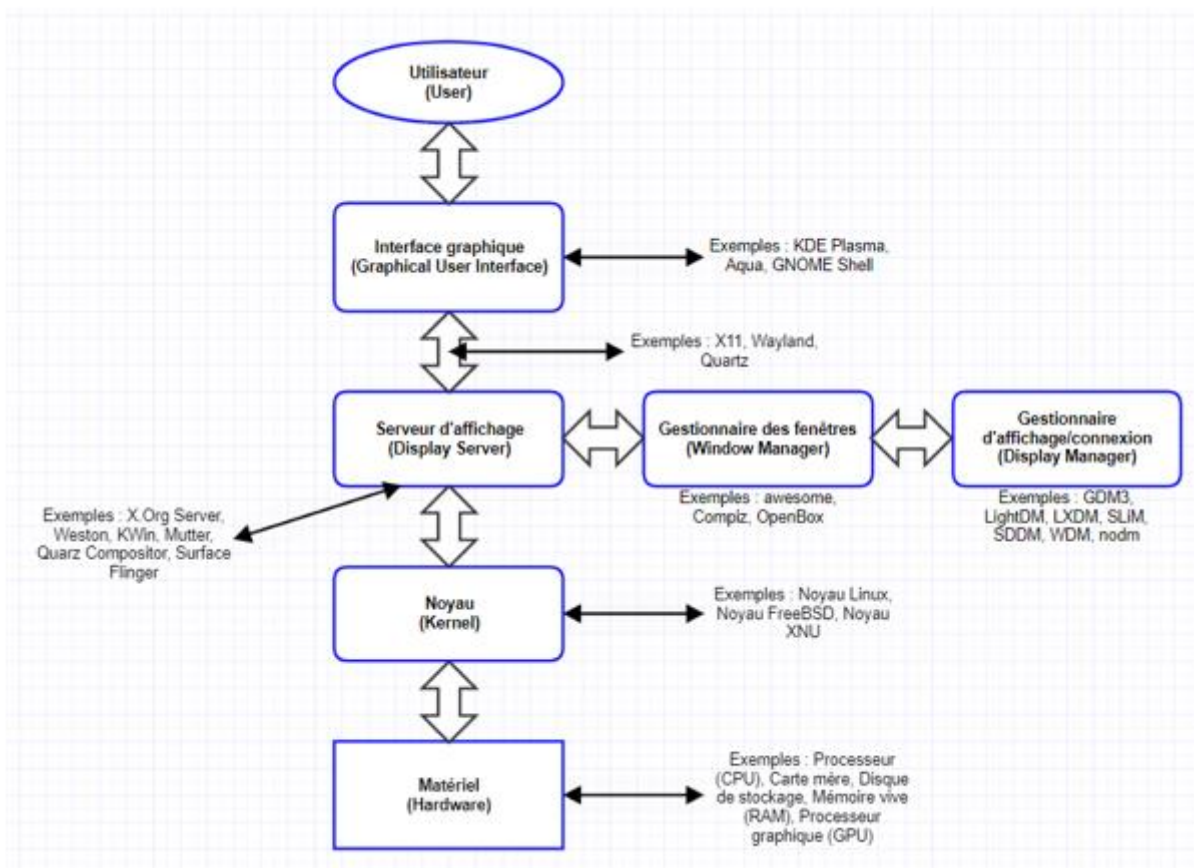 Utilisateur
(User)
Interface graphique
(Graphical User Interface)
Exemples : KDE Plasma,
Aqua, GNOME Shell
Exemples : X11, Wayland,
Quartz
Serveur d'affichage
(Display Server)
Gestionnaire des fenêtres
(Window Manager)
Gestionnaire
d'affichage/connexion
(Display Manager)
Exemples : X.Org Server,
Weston, KWin, Mutter,
Quarz Compositor, Surface
Flinger
Exemples : awesome,
Compiz, OpenBox
Exemples : GDM3,
LightDM, LXDM, SLiM,
SDDM, WDM, nodm
Noyau
(Kernel)
Exemples : Noyau Linux,
Noyau FreeBSD, Noyau
XNU
Matériel
(Hardware)
Exemples : Processeur
(CPU), Carte mère, Disque
de stockage, Mémoire vive
(RAM), Processeur
graphique (GPU)